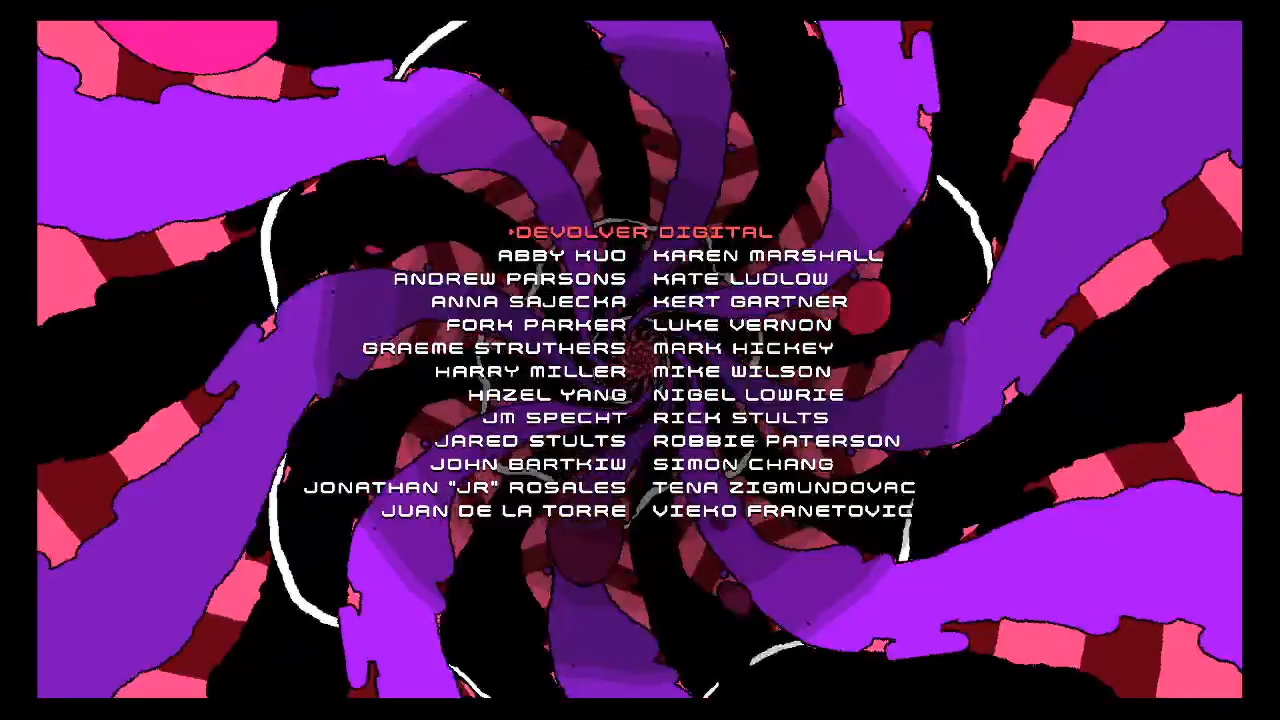 DEVOLVER DIGITAL
ABBY KUO KAREN MARSHALL
ANDREW PARSONS KATE LUDLOW
ANNA SAJECKA KERT GARTNER
FORK PARKER LUKE VERNON
GRAEME STRUTHERS MARK HICKEY
HARRY MILLER MIKE WILSON
HAZEL YANG NIGEL LOWRIE
JM SPECHT RICK STULTS
JARED STULTS ROBBIE PATERSON
JOHN BARTKIW SIMON CHANG
JONATHAN "JR" ROSALES TENA ZIGMUNDOVAC
JUAN DE LA TORRE VIEKO FRANETOVIC